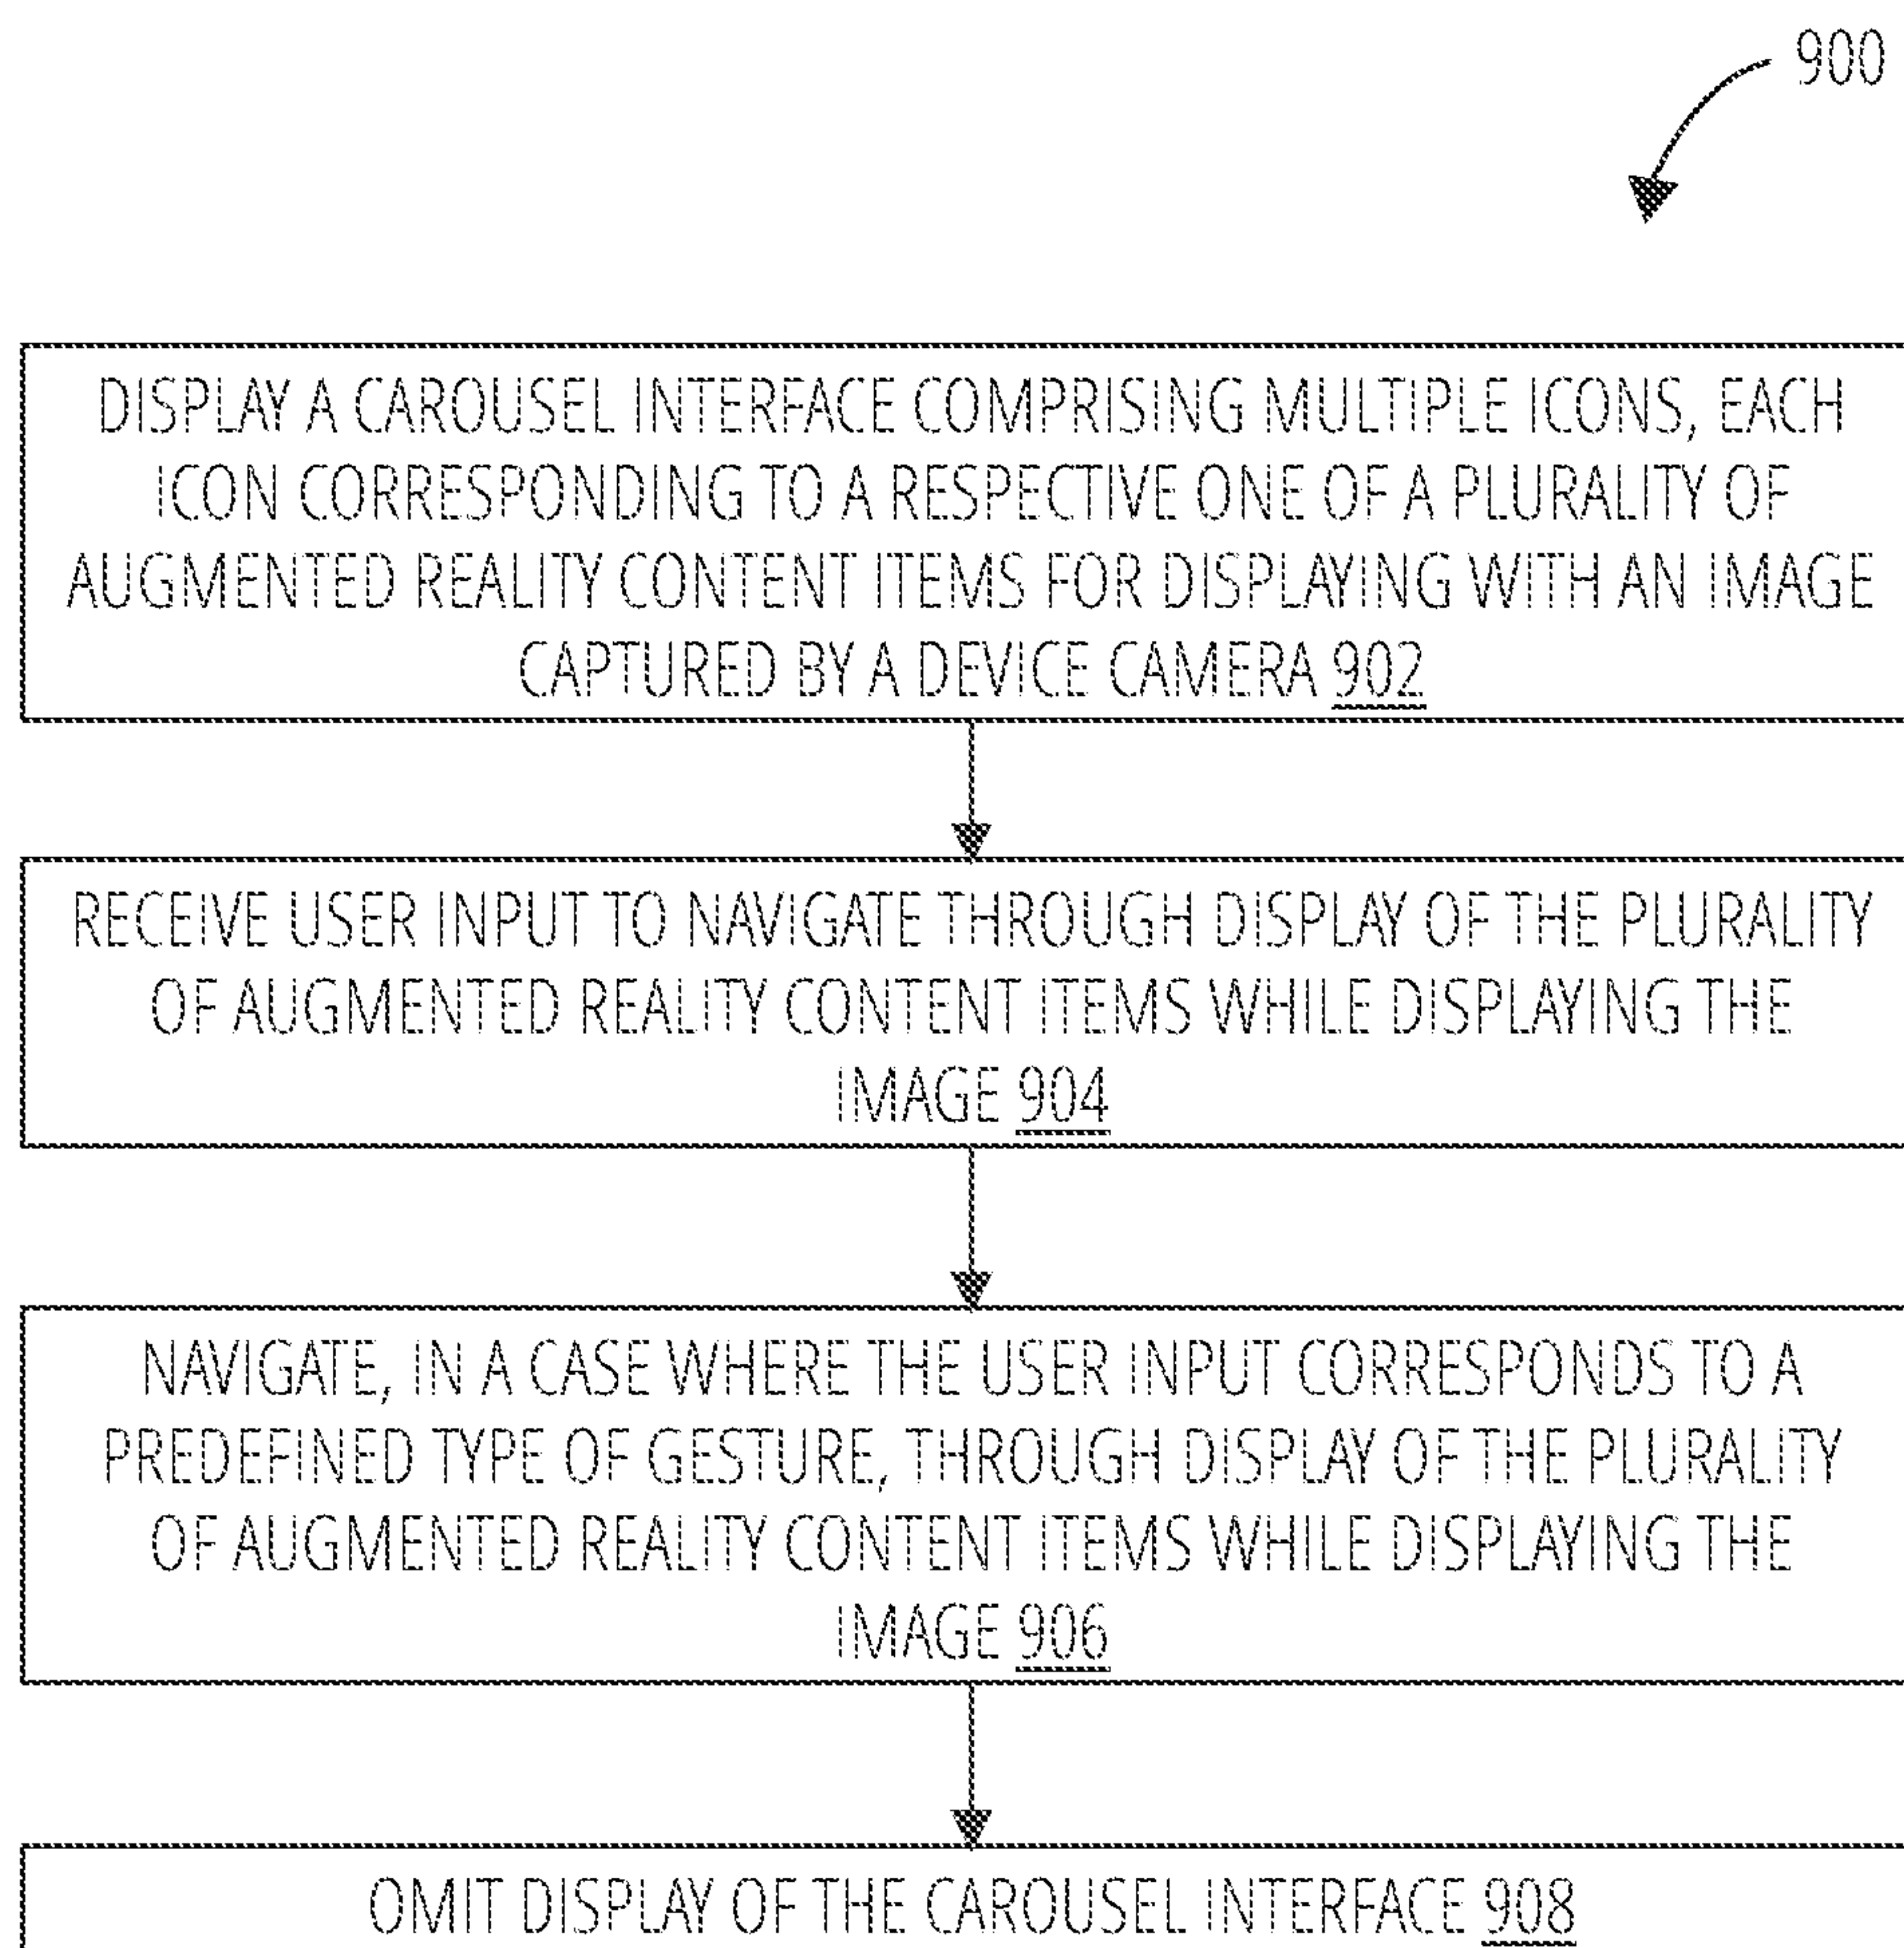 900
DISPLAY A CAROUSEL INTERFACE COMPRISING MULTIPLE ICONS, EACH
ICON CORRESPONDING TO A RESPECTIVE ONE OF A PLURALITY OF
AUGMENTED REALITY CONTENT ITEMS FOR DISPLAYING WITH AN IMAGE
CAPTURED BY A DEVICE CAMERA 902
RECEIVE USER INPUT TO NAVIGATE THROUGH DISPLAY OF THE PLURALITY
OF AUGMENTED REALITY CONTENT ITEMS WHILE DISPLAYING THE
IMAGE 904
NAVIGATE, IN A CASE WHERE THE USER INPUT CORRESPONDS TO A
PREDEFINED TYPE OF GESTURE, THROUGH DISPLAY OF THE PLURALITY
OF AUGMENTED REALITY CONTENT ITEMS WHILE DISPLAYING THE
IMAGE 906
OMIT DISPLAY OF THE CAROUSEL INTERFACE 908